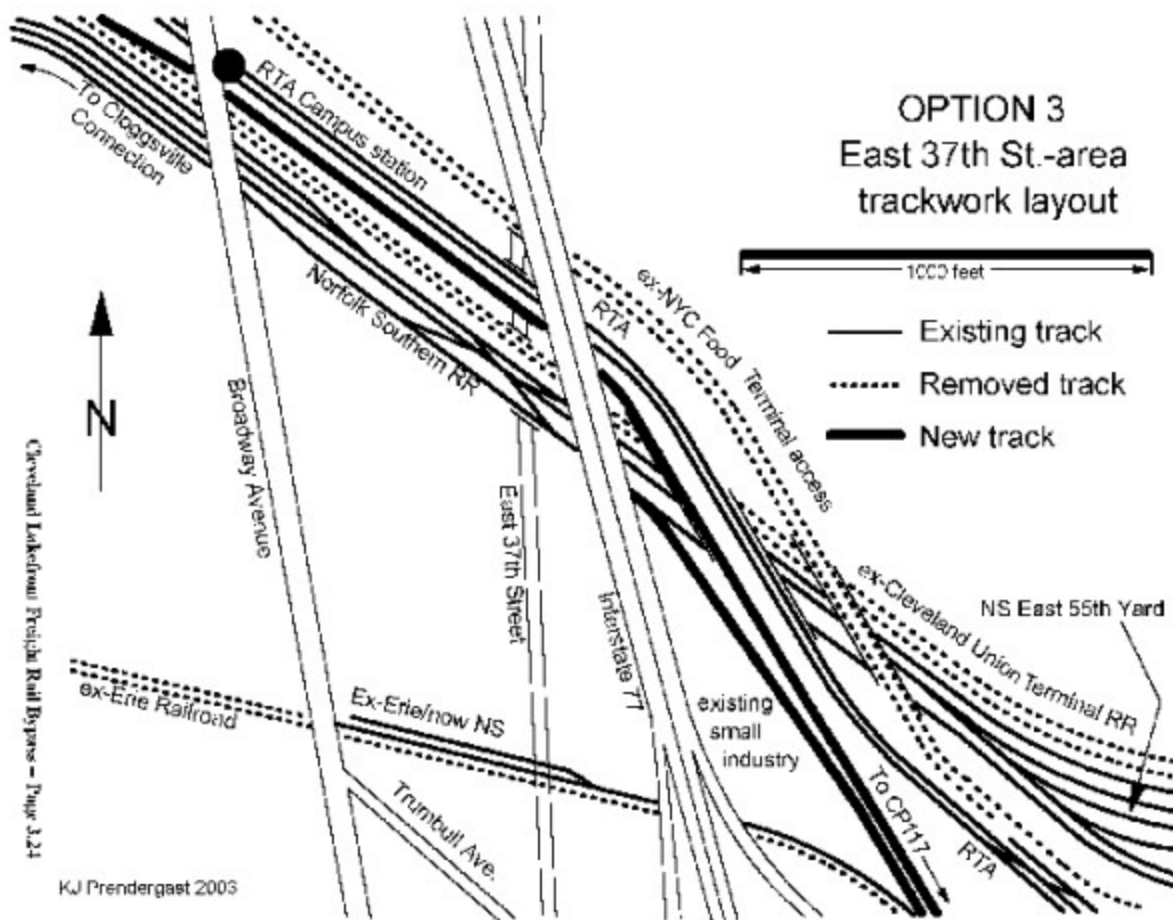 OPTION 3
East 37th St.-area
trackwork layout
1000 feet
Existing track
Removed track
New track
N
To Cloggsville
Connection
RTA Campus station
Norfolk Southern RR
RTA
ex-NYC Food Terminal access
Broadway Avenue
East 37th Street
Interstate 77
ex-Cleveland Union Terminal RR
NS East 55th Yard
existing
small
industry
ex-Erie Railroad
Ex-Erie/now NS
Trumbull Ave.
To CP117
RTA
Cleveland Lakefront Freight Rail Bypass – Page 3.24
KJ Prendergast 2003